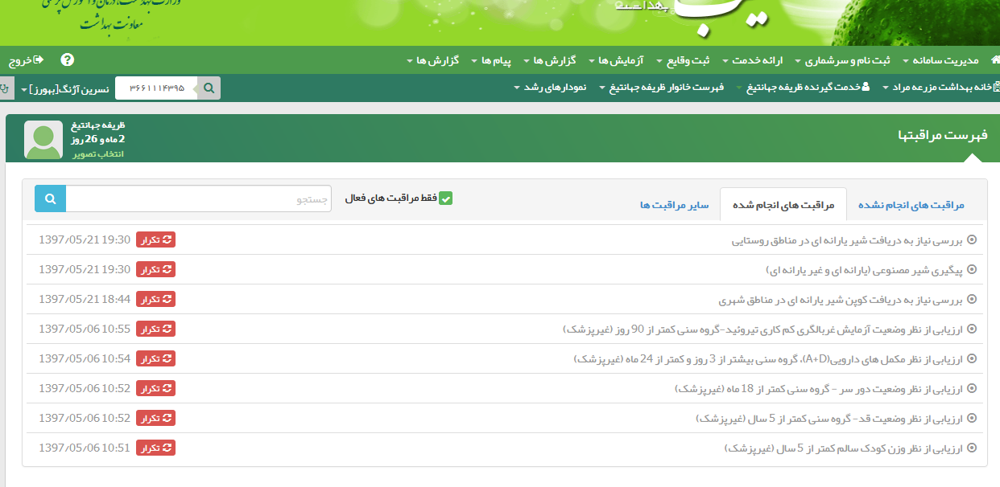 بهداشت
معاونت بهداشت
مدیریت سامانه
ثبت نام و سرشماری
ارائه خدمت
ثبت وقایع
آزمایش ها
گزارش ها
پیام ها
گزارش ها
خروج
خانه بهداشت مزرعه مراد
خدمت گیرنده ظریفه جهانتیغ
فهرست خانوار ظریفه جهانتیغ
نمودارهای رشد
۳۶۶۱۱۱۴۳۹۵
نسرین آژنگ[بهورز]
فهرست مراقبتها
ظریفه جهانتیغ
2 ماه و 26 روز
انتخاب تصویر
مراقبت های انجام نشده
مراقبت های انجام شده
سایر مراقبت ها
فقط مراقبت های فعال
جستجو
بررسی نیاز به دریافت شیر یارانه ای در مناطق روستایی تکرار 1397/05/21 19:30
پیگیری شیر مصنوعی (یارانه ای و غیر یارانه ای) تکرار 1397/05/21 19:30
بررسی نیاز به دریافت کوپن شیر یارانه ای در مناطق شهری تکرار 1397/05/21 18:44
ارزیابی از نظر وضعیت آزمایش غربالگری کم کاری تیروئید-گروه سنی کمتر از 90 روز (غیرپزشک) تکرار 1397/05/06 10:55
ارزیابی از نظر مکمل های دارویی(A+D)، گروه سنی بیشتر از 3 روز و کمتر از 24 ماه (غیرپزشک) تکرار 1397/05/06 10:54
ارزیابی از نظر وضعیت دور سر - گروه سنی کمتر از 18 ماه (غیرپزشک) تکرار 1397/05/06 10:52
ارزیابی از نظر وضعیت قد- گروه سنی کمتر از 5 سال (غیرپزشک) تکرار 1397/05/06 10:52
ارزیابی از نظر وزن کودک سالم کمتر از 5 سال (غیرپزشک) تکرار 1397/05/06 10:51